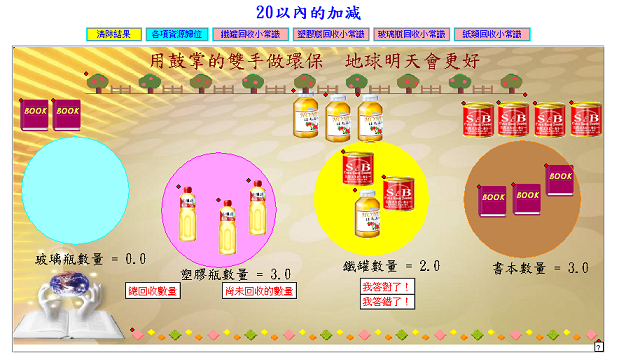 20以內的加減
清除結果
各項資源歸位
鐵罐回收小常識
塑膠瓶回收小常識
玻璃瓶回收小常識
紙類回收小常識
用鼓掌的雙手做環保 地球明天會更好
BOOK BOOK
S&B S&B S&B S&B
S&B
S&B
BOOK
BOOK
BOOK
玻璃瓶數量 = 0.0
塑膠瓶數量 = 3.0
鐵罐數量 = 2.0
書本數量 = 3.0
總回收數量
尚未回收的數量
我答對了！
我答錯了！
?